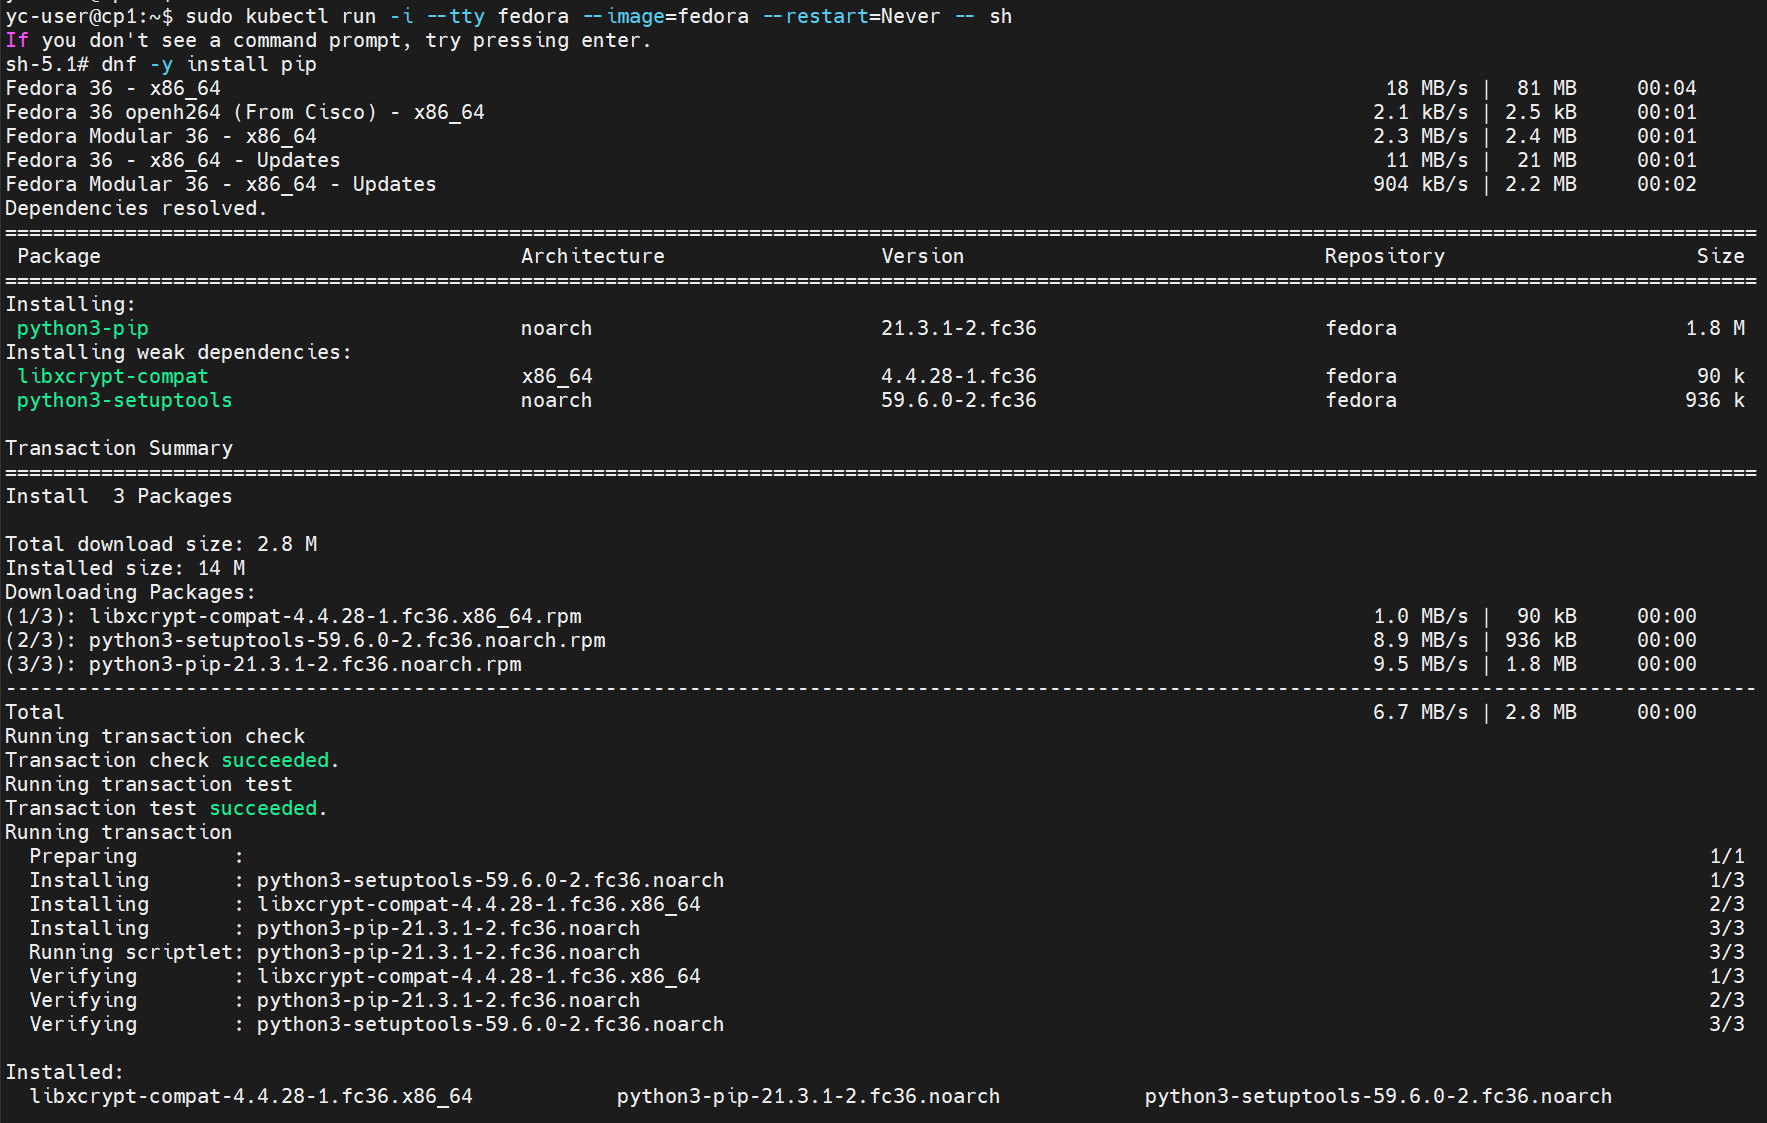 yc-user@cp1:~$ sudo kubectl run -i --tty fedora --image=fedora --restart=Never -- sh
If you don't see a command prompt, try pressing enter.
sh-5.1# dnf -y install pip
Fedora 36 - x86_64 18 MB/s | 81 MB 00:04
Fedora 36 openh264 (From Cisco) - x86_64 2.1 kB/s | 2.5 kB 00:01
Fedora Modular 36 - x86_64 2.3 MB/s | 2.4 MB 00:01
Fedora 36 - x86_64 - Updates 11 MB/s | 21 MB 00:01
Fedora Modular 36 - x86_64 - Updates 904 kB/s | 2.2 MB 00:02
Dependencies resolved.
Package Architecture Version Repository Size
Installing:
python3-pip noarch 21.3.1-2.fc36 fedora 1.8 M
Installing weak dependencies:
libxcrypt-compat x86_64 4.4.28-1.fc36 fedora 90 k
python3-setuptools noarch 59.6.0-2.fc36 fedora 936 k
Transaction Summary
Install 3 Packages
Total download size: 2.8 M
Installed size: 14 M
Downloading Packages:
(1/3): libxcrypt-compat-4.4.28-1.fc36.x86_64.rpm 1.0 MB/s | 90 kB 00:00
(2/3): python3-setuptools-59.6.0-2.fc36.noarch.rpm 8.9 MB/s | 936 kB 00:00
(3/3): python3-pip-21.3.1-2.fc36.noarch.rpm 9.5 MB/s | 1.8 MB 00:00
Total 6.7 MB/s | 2.8 MB 00:00
Running transaction check
Transaction check succeeded.
Running transaction test
Transaction test succeeded.
Running transaction
Preparing : 1/1
Installing : python3-setuptools-59.6.0-2.fc36.noarch 1/3
Installing : libxcrypt-compat-4.4.28-1.fc36.x86_64 2/3
Installing : python3-pip-21.3.1-2.fc36.noarch 3/3
Running scriptlet: python3-pip-21.3.1-2.fc36.noarch 3/3
Verifying : libxcrypt-compat-4.4.28-1.fc36.x86_64 1/3
Verifying : python3-pip-21.3.1-2.fc36.noarch 2/3
Verifying : python3-setuptools-59.6.0-2.fc36.noarch 3/3
Installed:
libxcrypt-compat-4.4.28-1.fc36.x86_64 python3-pip-21.3.1-2.fc36.noarch python3-setuptools-59.6.0-2.fc36.noarch